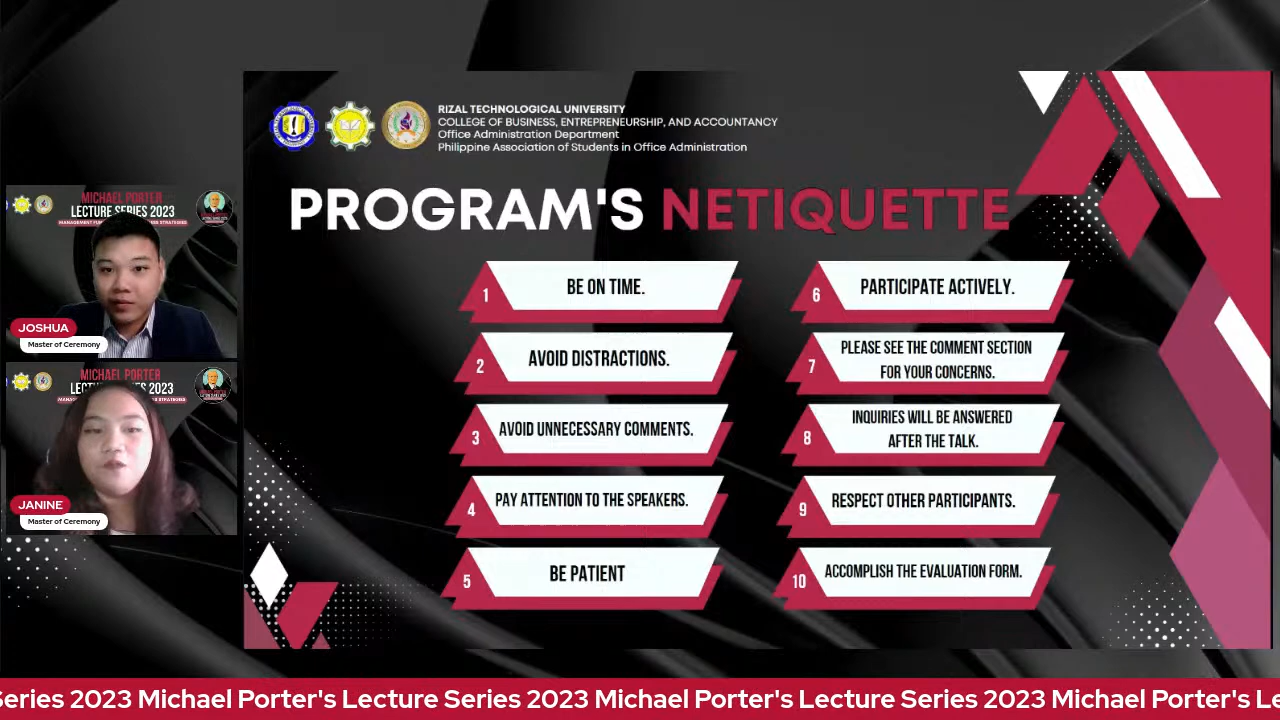 RIZAL TECHNOLOGICAL UNIVERSITY
COLLEGE OF BUSINESS, ENTREPRENEURSHIP, AND ACCOUNTANCY
Office Administration Department
Philippine Association of Students in Office Administration
PROGRAM'S NETIQUETTE
1 BE ON TIME.
2 AVOID DISTRACTIONS.
3 AVOID UNNECESSARY COMMENTS.
4 PAY ATTENTION TO THE SPEAKERS.
5 BE PATIENT
6 PARTICIPATE ACTIVELY.
7 PLEASE SEE THE COMMENT SECTION
FOR YOUR CONCERNS.
8 INQUIRIES WILL BE ANSWERED
AFTER THE TALK.
9 RESPECT OTHER PARTICIPANTS.
10 ACCOMPLISH THE EVALUATION FORM.
MICHAEL PORTER
LECTURE SERIES 2023
JOSHUA
Master of Ceremony
MICHAEL PORTER
2023
JANINE
Master of Ceremony
Series 2023 Michael Porter's Lecture Series 2023 Michael Porter's Lecture Series 2023 Michael Porter's Le